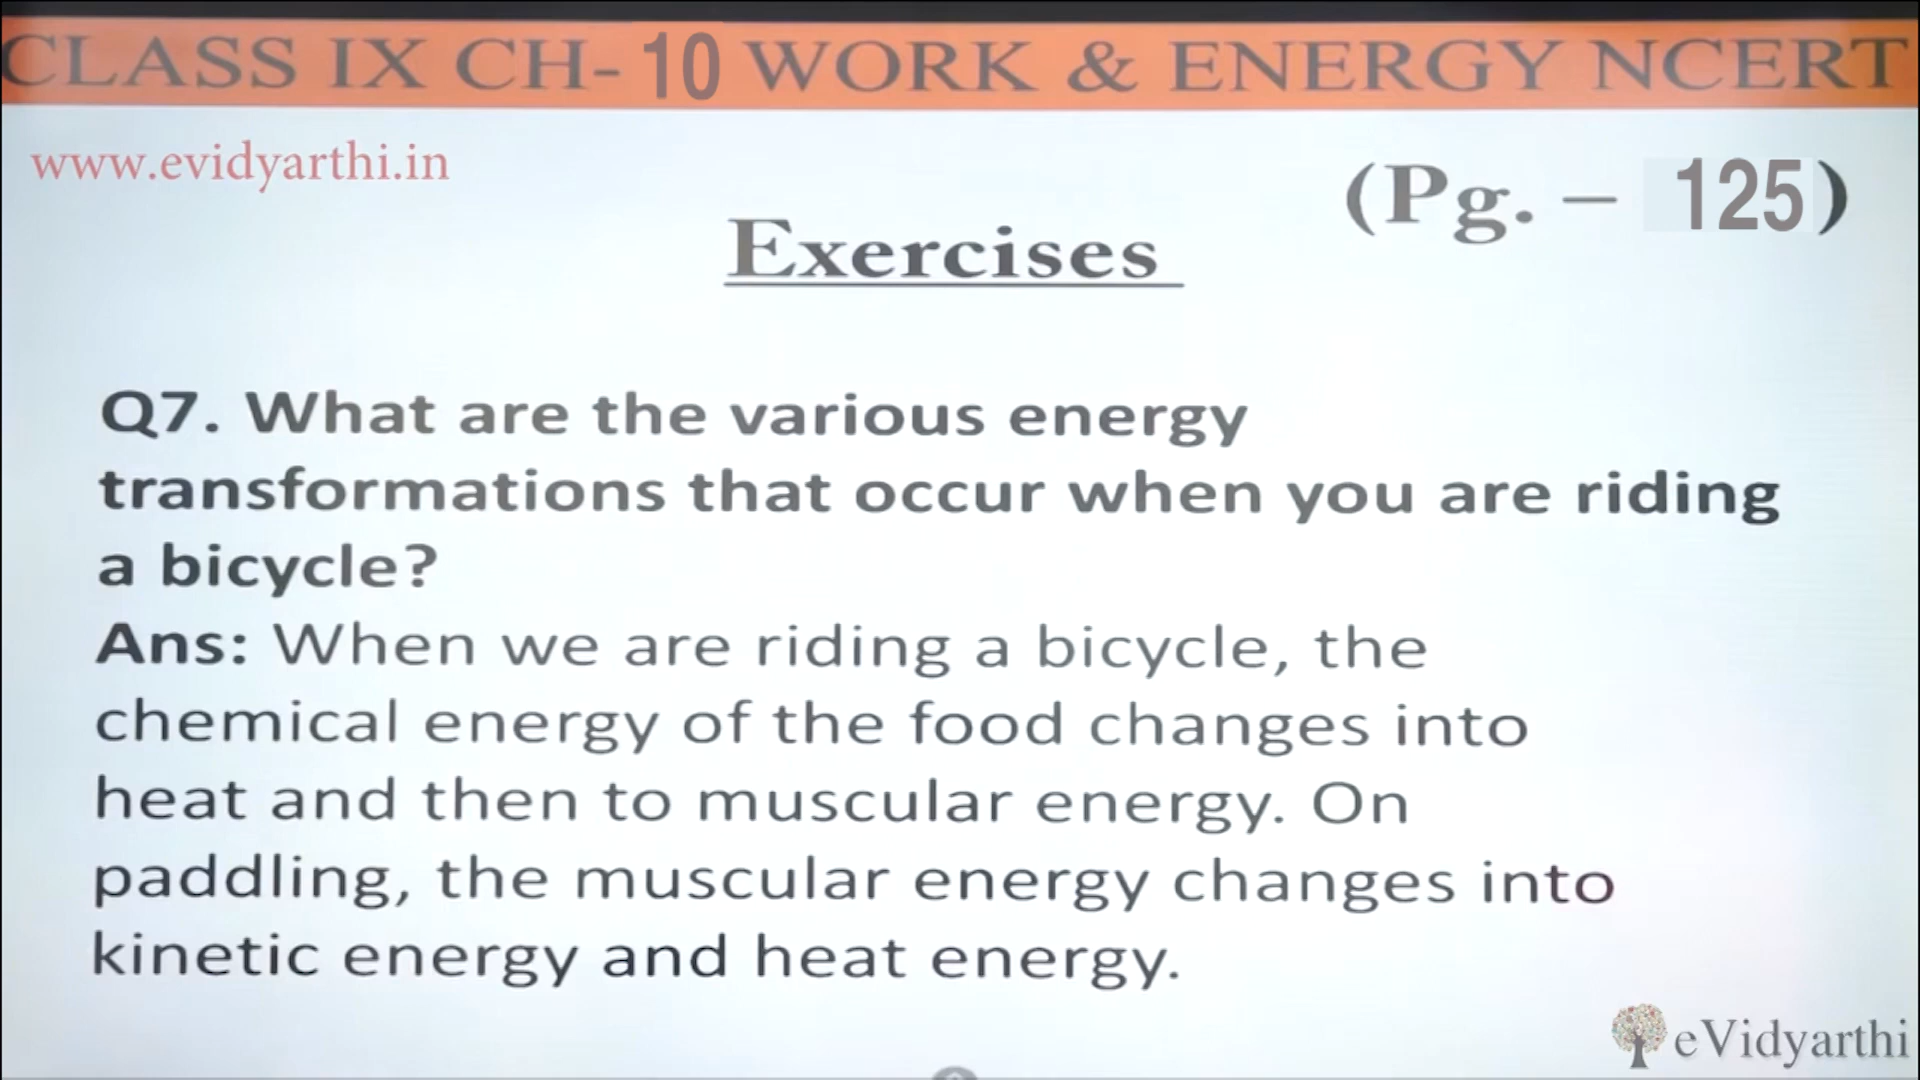 CLASS IX CH- 10 WORK & ENERGY NCERT
www.evidyarthi.in
(Pg. – 125)
Exercises
Q7. What are the various energy
transformations that occur when you are riding
a bicycle?
Ans: When we are riding a bicycle, the
chemical energy of the food changes into
heat and then to muscular energy. On
paddling, the muscular energy changes into
kinetic energy and heat energy.
eVidyarthi